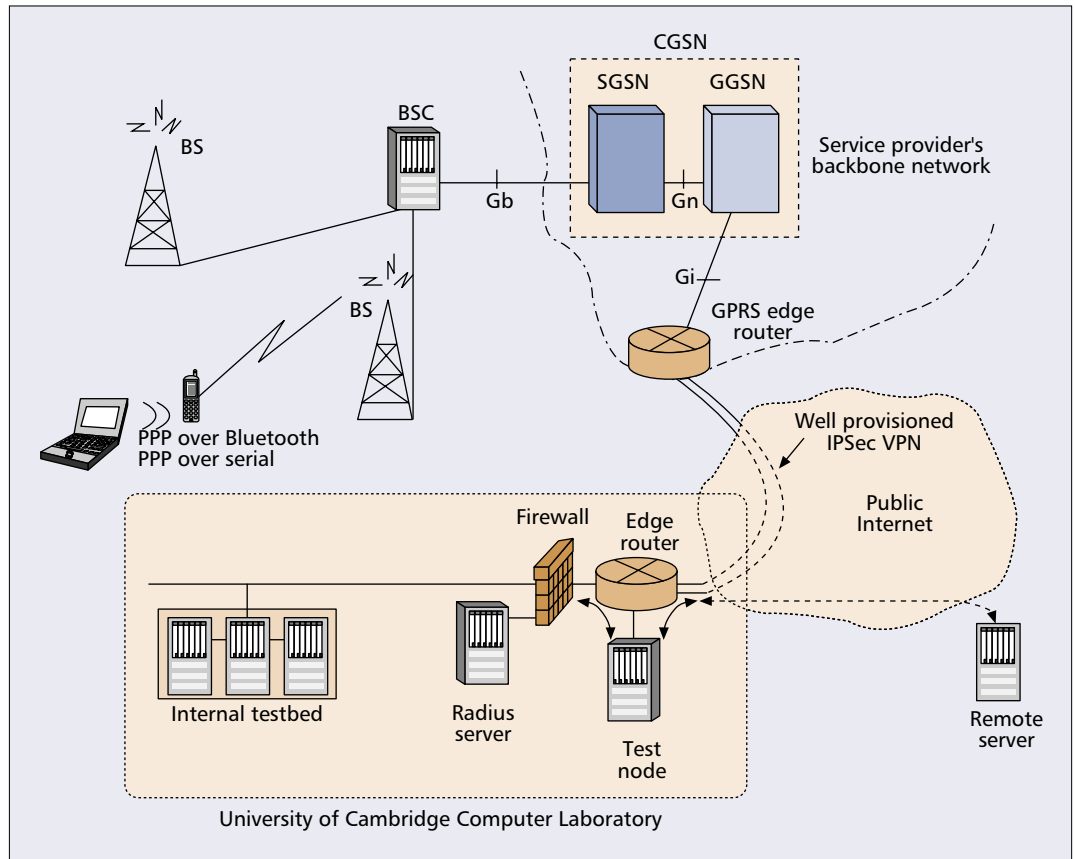 CGSN
SGSN
GGSN
BSC
BS
Service provider's
backbone network
Gb
Gn
Gi
BS
GPRS edge
router
PPP over Bluetooth
PPP over serial
Well provisioned
IPSec VPN
Public
Internet
Firewall
Edge
router
Internal testbed
Radius
server
Test
node
Remote
server
University of Cambridge Computer Laboratory